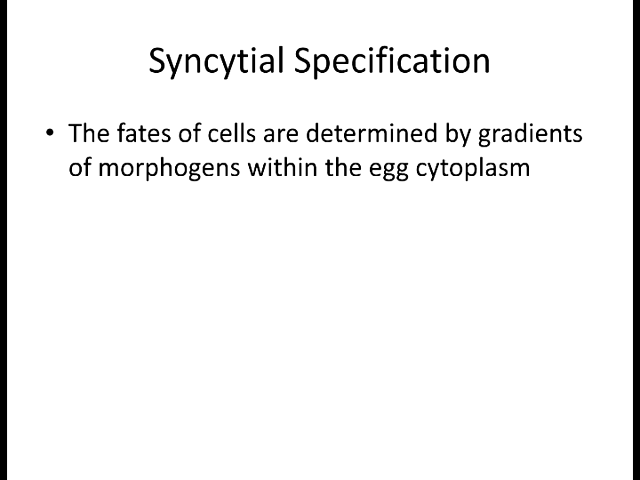 Syncytial Specification
• The fates of cells are determined by gradients
of morphogens within the egg cytoplasm